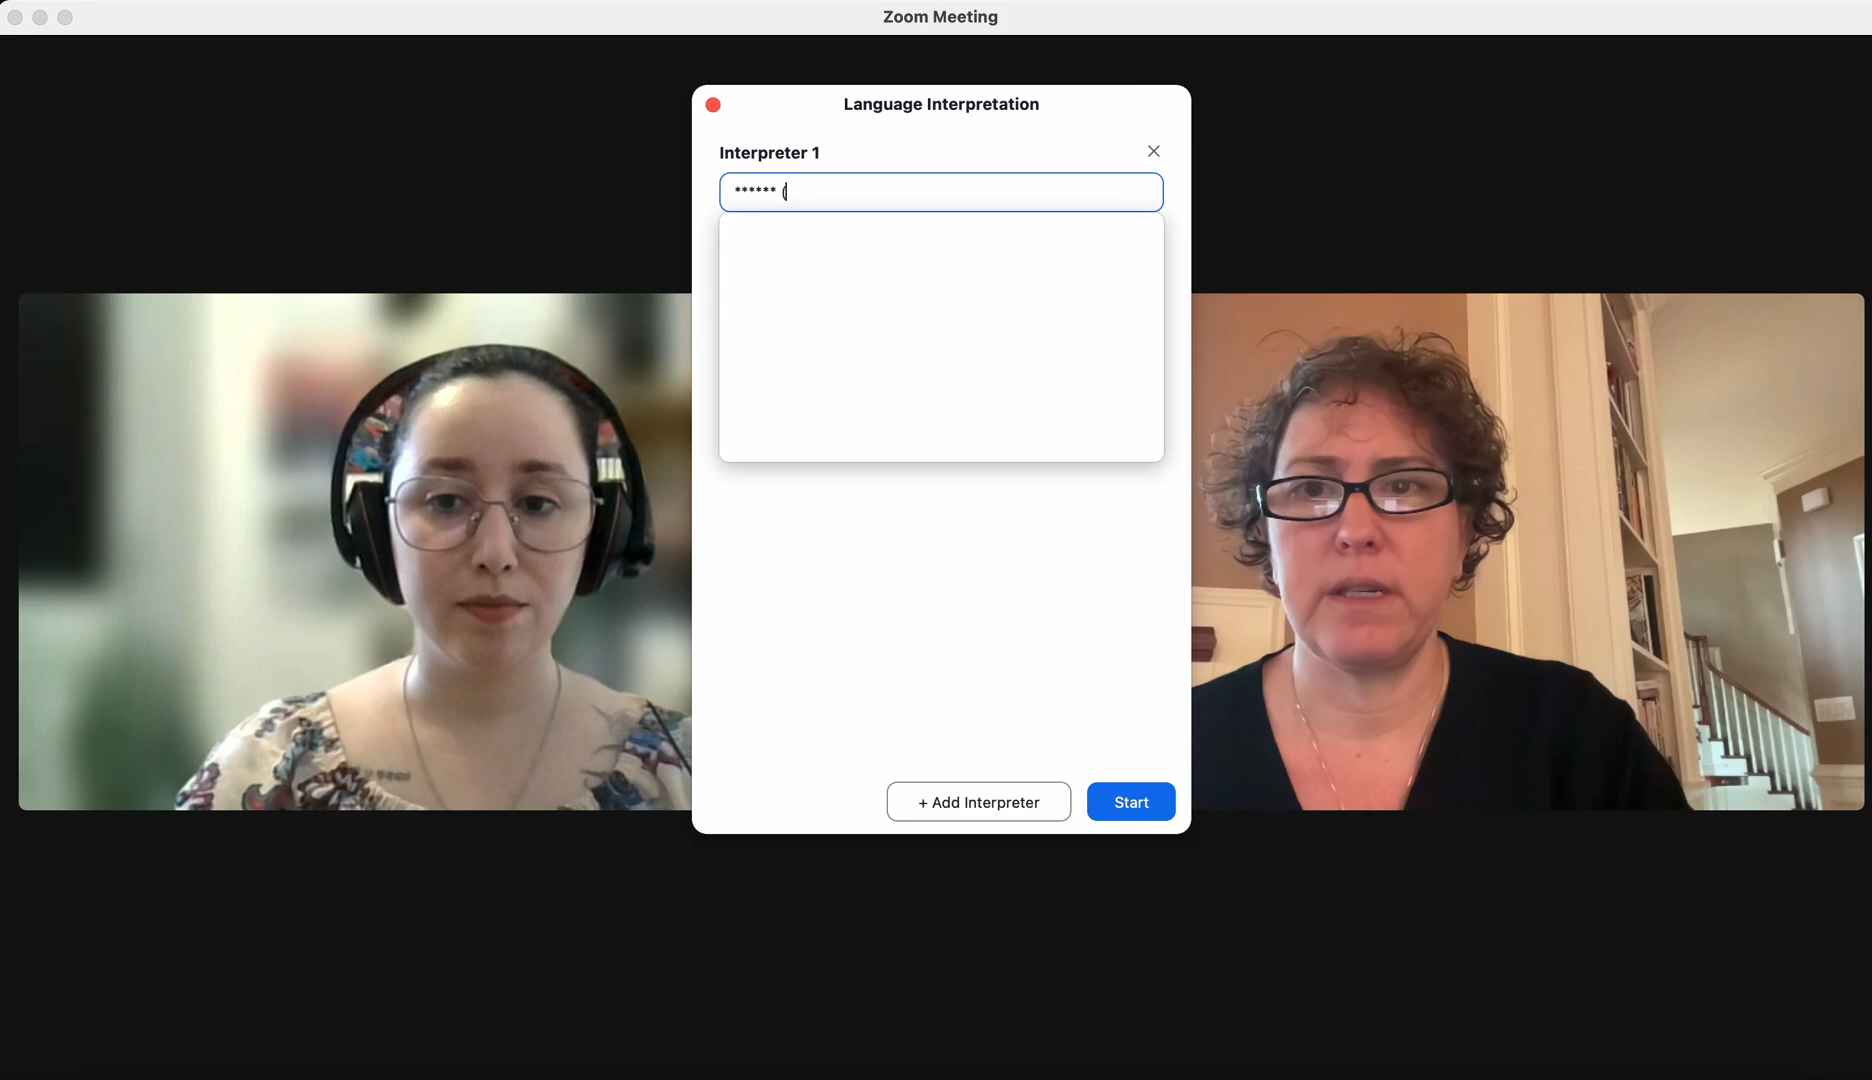 Zoom Meeting
Language Interpretation
Interpreter 1
****** (
+ Add Interpreter
Start